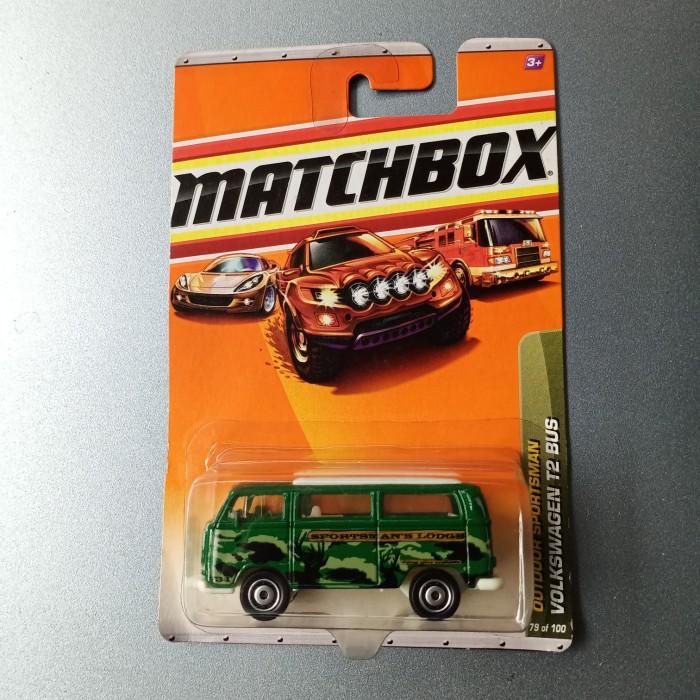 3+
MATCHBOX®
OUTDOOR SPORTSMAN
VOLKSWAGEN T2 BUS
79 of 100
SPORTSMAN'S LODGE